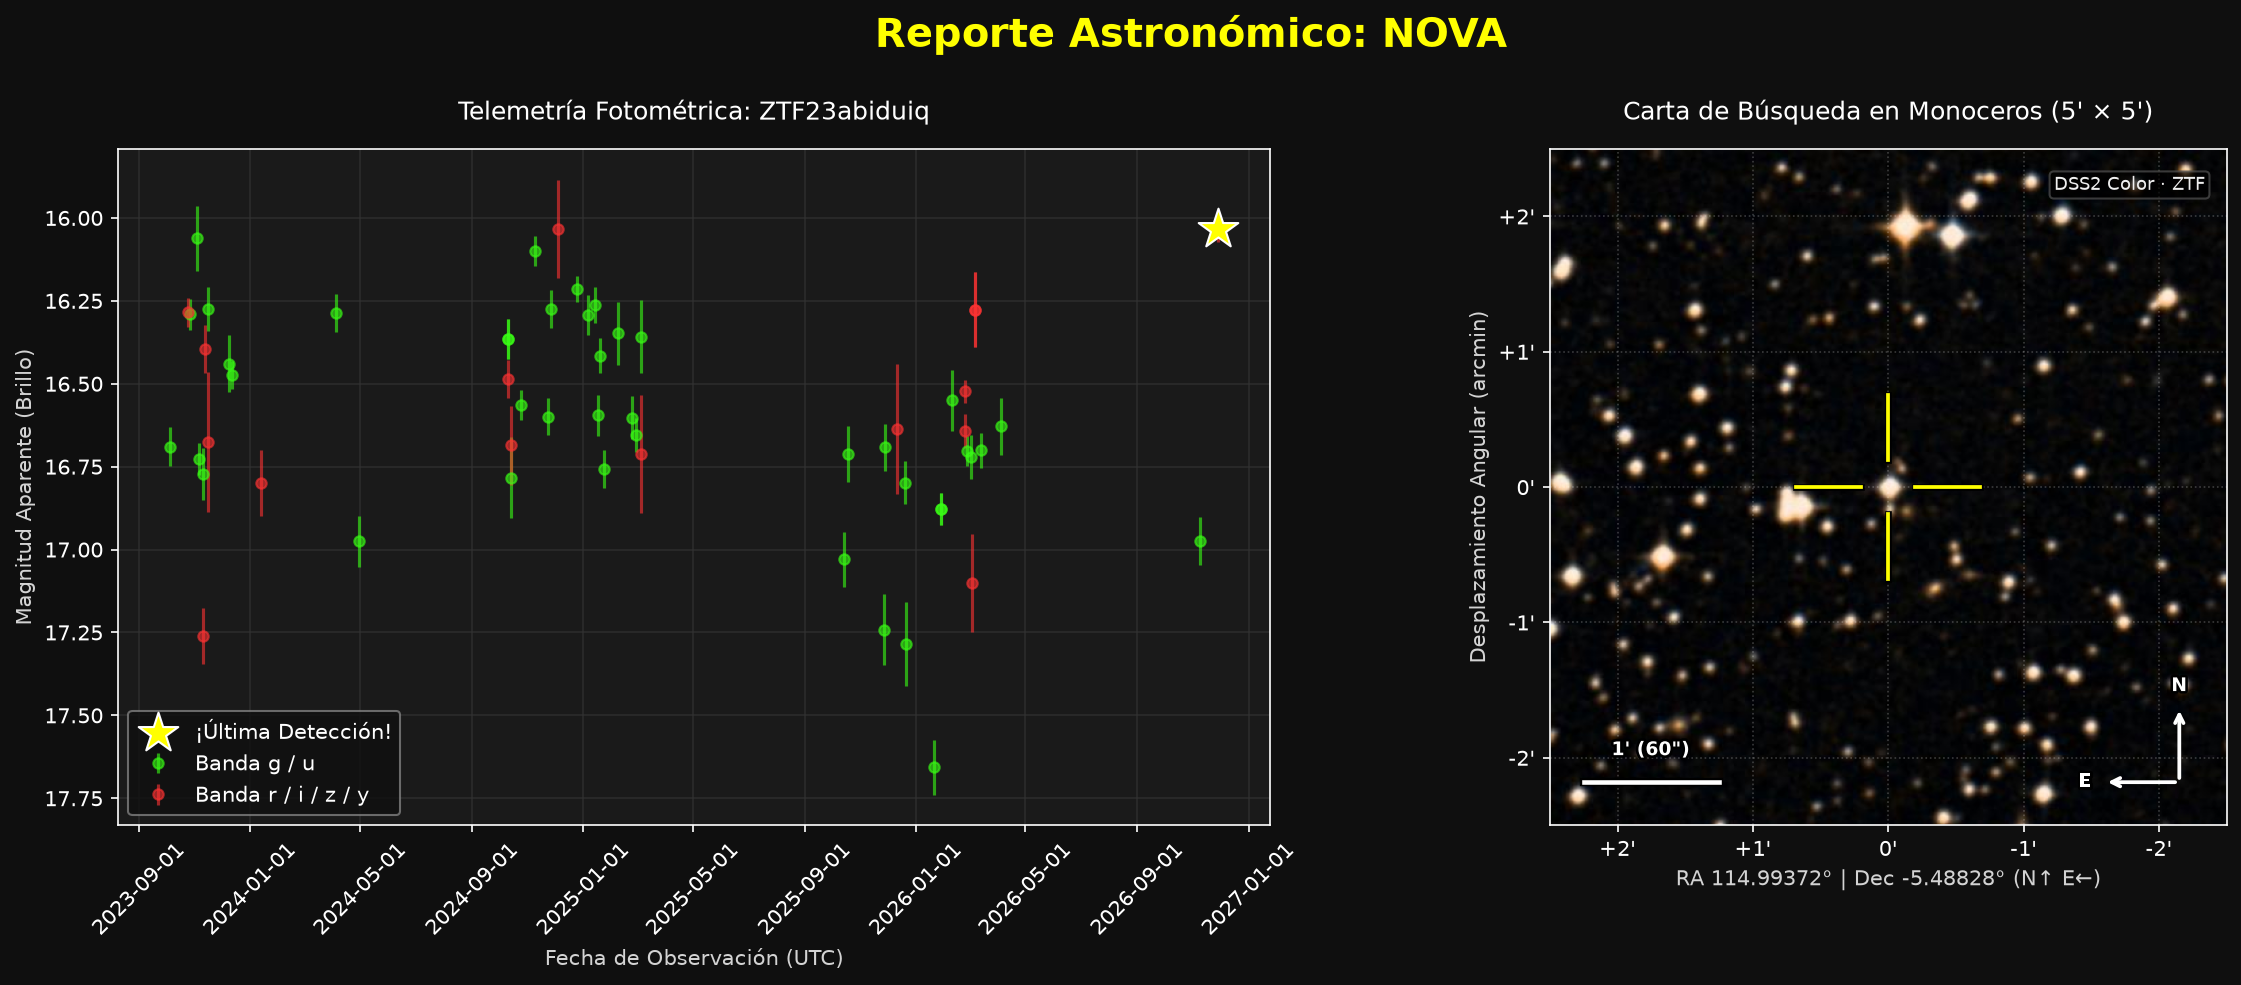 Reporte Astronómico: NOVA
Telemetría Fotométrica: ZTF23abiduiq
Magnitud Aparente (Brillo)
16.00
16.25
16.50
16.75
17.00
17.25
17.50
17.75
¡Última Detección!
Banda g / u
Banda r / i / z / y
2023-09-01
2024-01-01
2024-05-01
2024-09-01
2025-01-01
2025-05-01
2025-09-01
2026-01-01
2026-05-01
2026-09-01
2027-01-01
Fecha de Observación (UTC)
Carta de Búsqueda en Monoceros (5' × 5')
DSS2 Color · ZTF
Desplazamiento Angular (arcmin)
+2'
+1'
0'
-1'
-2'
N
E
1' (60")
+2'
+1'
0'
-1'
-2'
RA 114.99372° | Dec -5.48828° (N↑ E←)